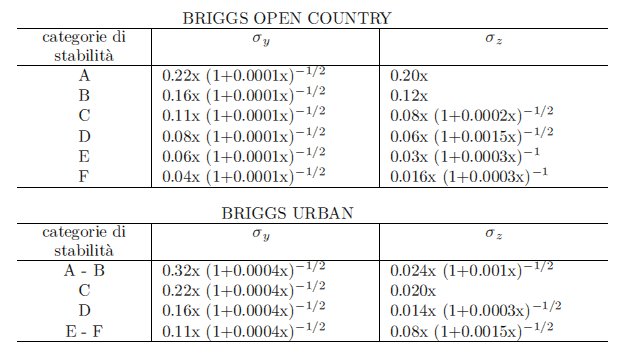 BRIGGS OPEN COUNTRY
categorie di stabilità σy σz
A 0.22x (1+0.0001x)−1/2 0.20x
B 0.16x (1+0.0001x)−1/2 0.12x
C 0.11x (1+0.0001x)−1/2 0.08x (1+0.0002x)−1/2
D 0.08x (1+0.0001x)−1/2 0.06x (1+0.0015x)−1/2
E 0.06x (1+0.0001x)−1/2 0.03x (1+0.0003x)−1
F 0.04x (1+0.0001x)−1/2 0.016x (1+0.0003x)−1
BRIGGS URBAN
categorie di stabilità σy σz
A - B 0.32x (1+0.0004x)−1/2 0.024x (1+0.001x)−1/2
C 0.22x (1+0.0004x)−1/2 0.020x
D 0.16x (1+0.0004x)−1/2 0.014x (1+0.0003x)−1/2
E - F 0.11x (1+0.0004x)−1/2 0.08x (1+0.0015x)−1/2